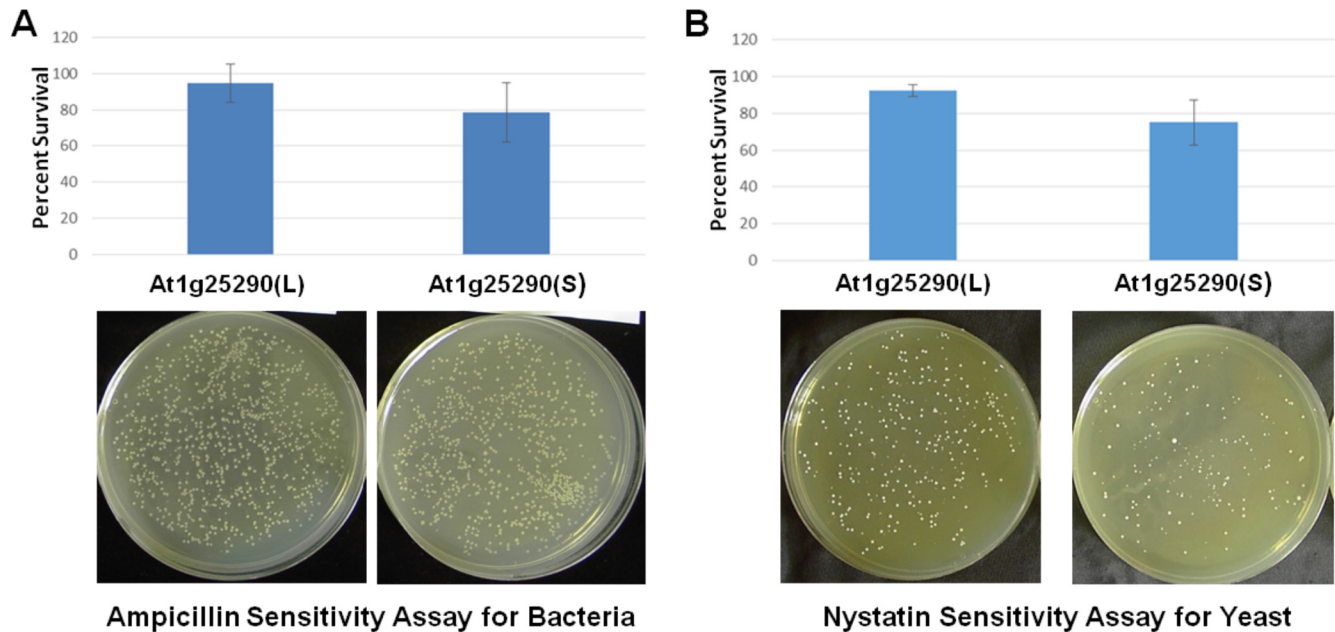 A
Percent Survival
120
100
80
60
40
20
0
At1g25290(L) At1g25290(S)
Ampicillin Sensitivity Assay for Bacteria
B
Percent Survival
120
100
80
60
40
20
0
At1g25290(L) At1g25290(S)
Nystatin Sensitivity Assay for Yeast